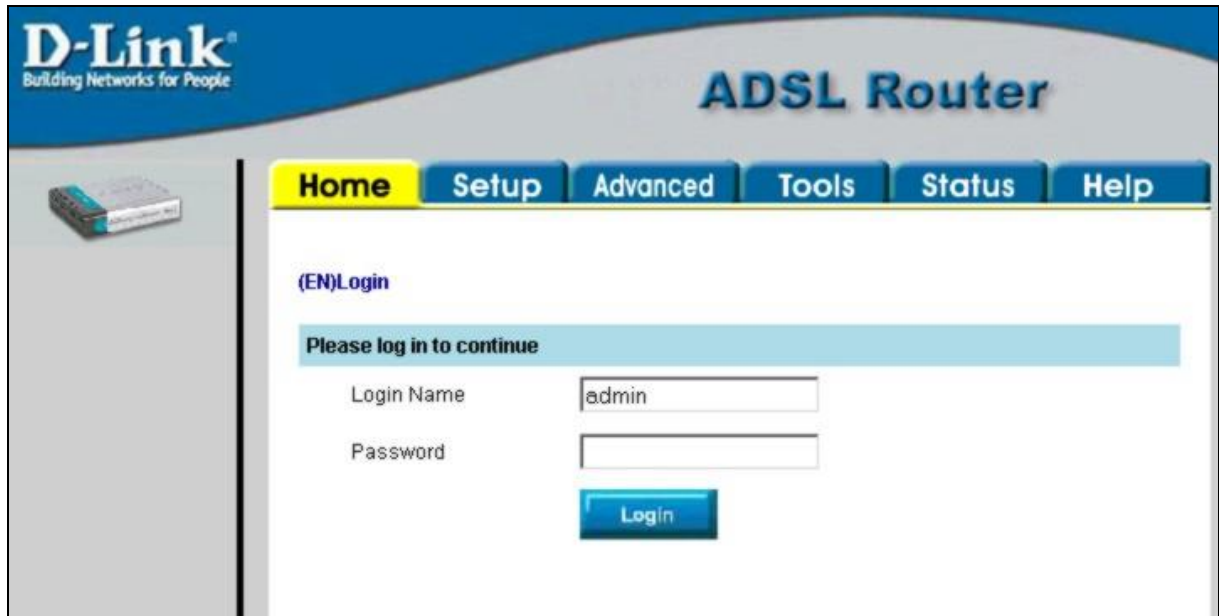 D-Link®
Building Networks for People
ADSL Router
Home Setup Advanced Tools Status Help
(EN)Login
Please log in to continue
Login Name admin
Password
Login